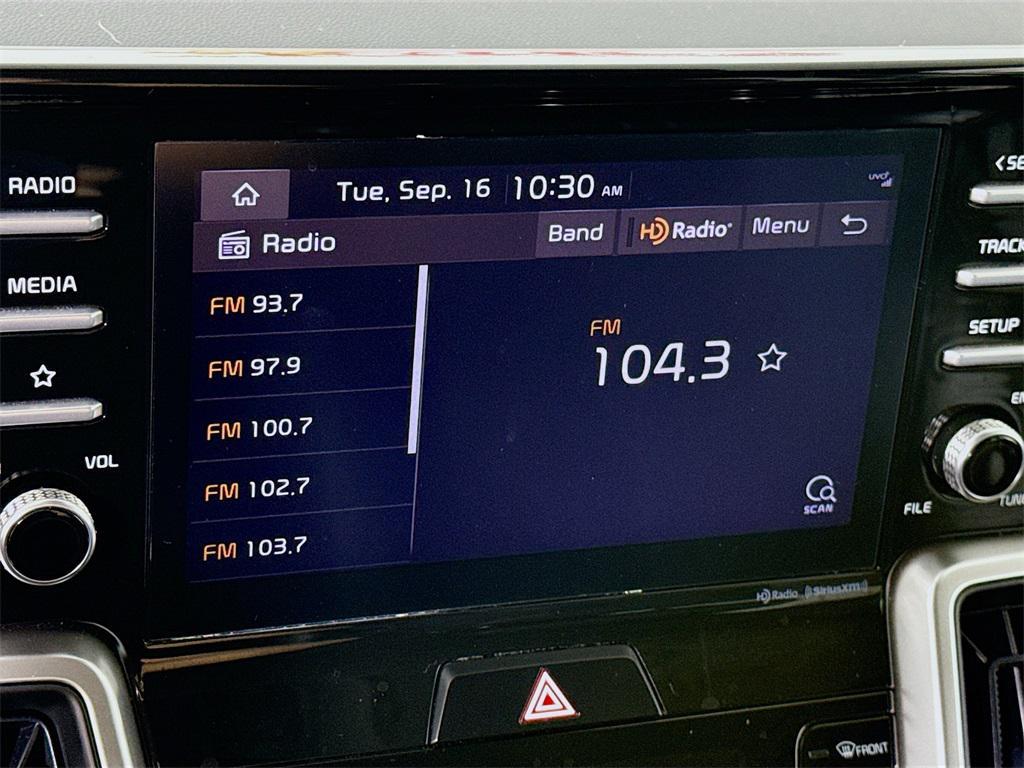 RADIO
MEDIA
VOL
Tue, Sep. 16 10:30 AM
UVO
Radio Band HD Radio Menu
FM 93.7
FM 97.9
FM 100.7
FM 102.7
FM 103.7
FM
104.3
SCAN
HD Radio SiriusXM
TRACK
SETUP
FILE
FRONT